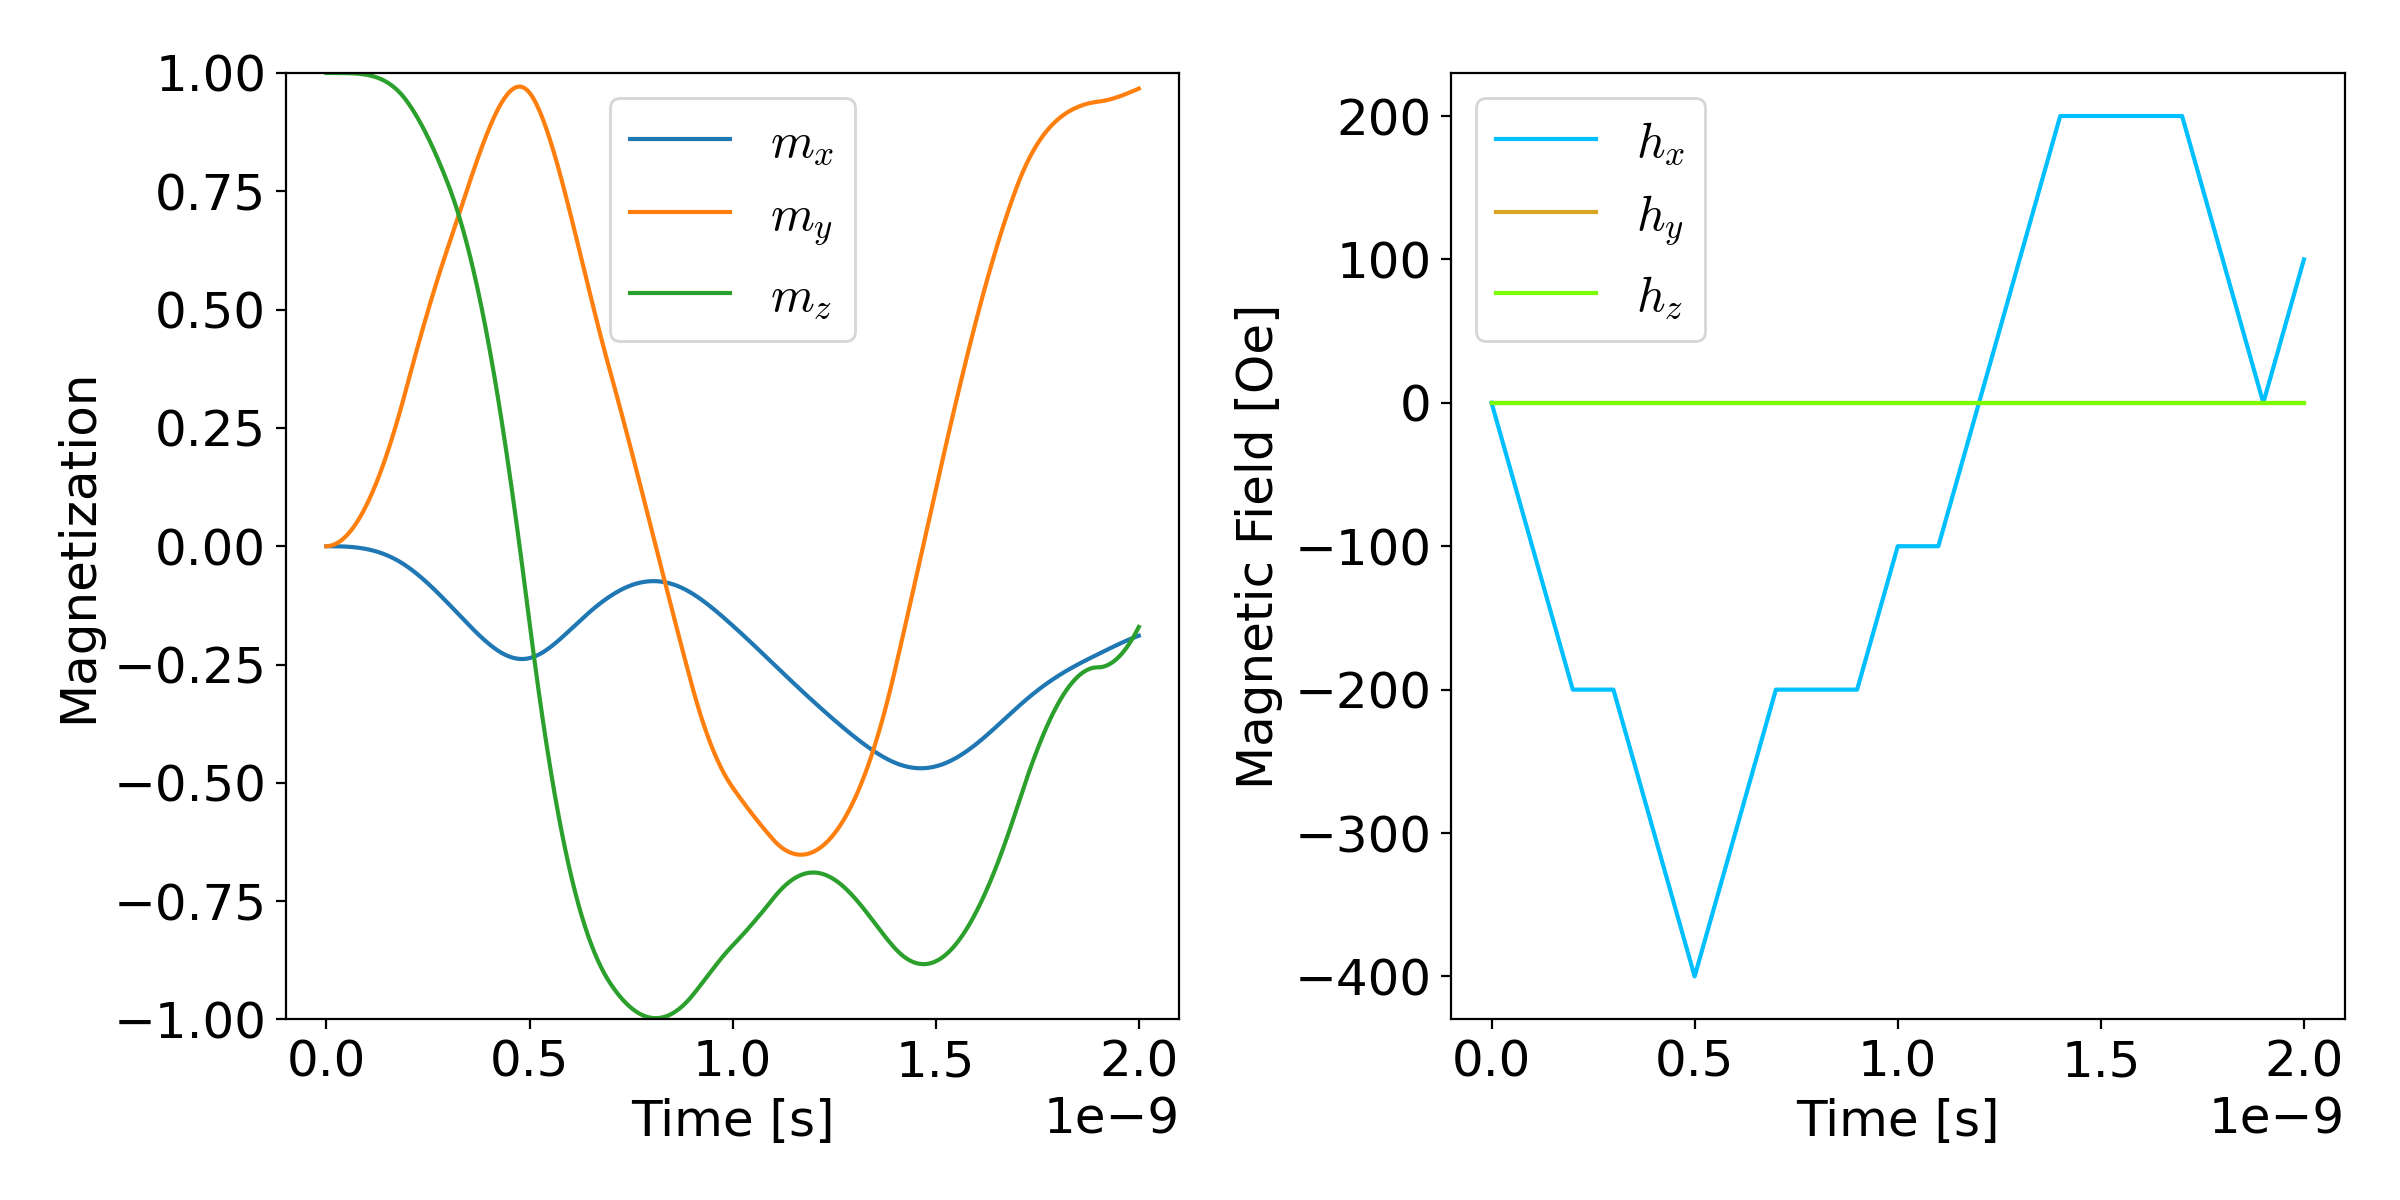 Magnetization
1.00
0.75
0.50
0.25
0.00
−0.25
−0.50
−0.75
−1.00
m_x
m_y
m_z
0.0 0.5 1.0 1.5 2.0
Time [s]
1e−9
Magnetic Field [Oe]
200
100
0
−100
−200
−300
−400
h_x
h_y
h_z
0.0 0.5 1.0 1.5 2.0
Time [s]
1e−9